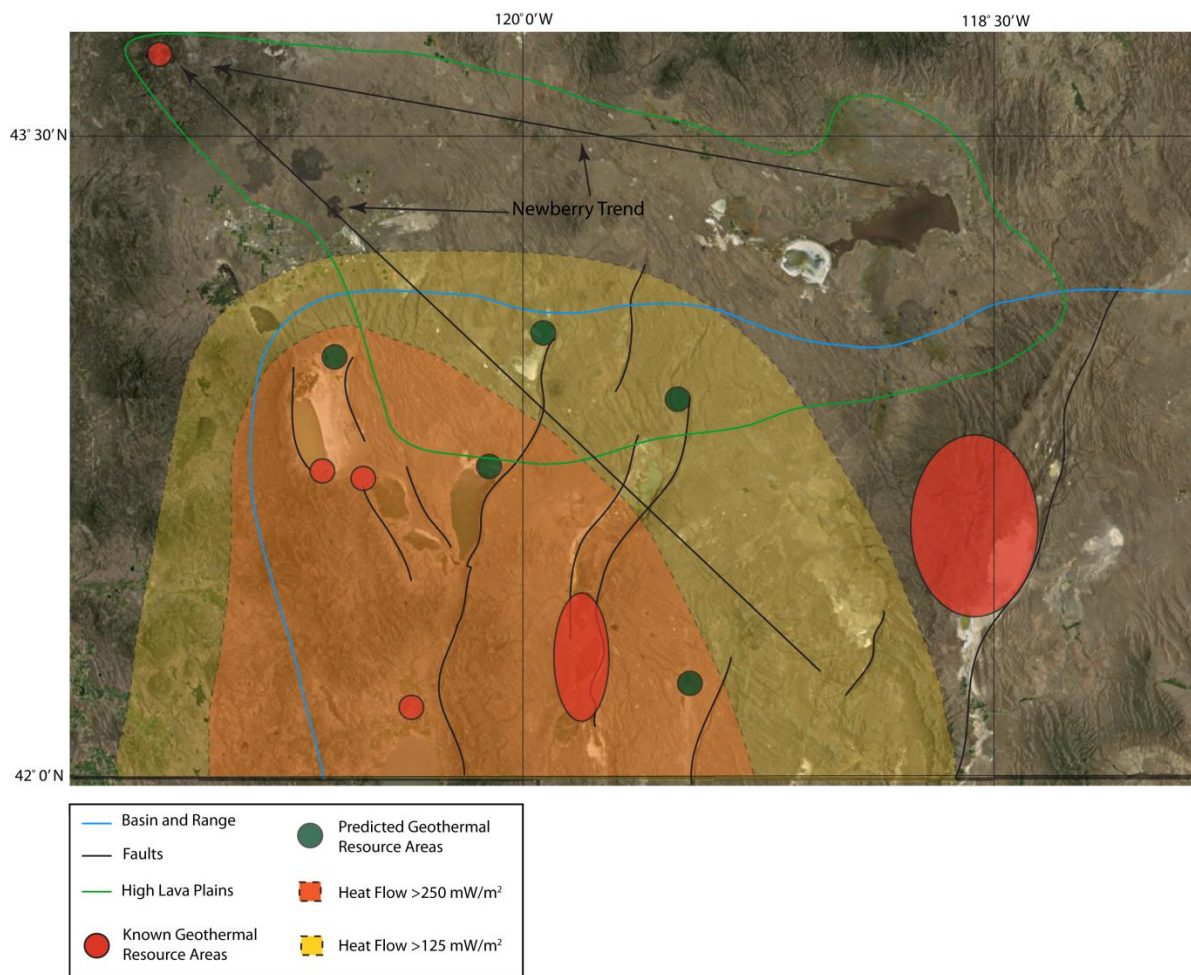 120° 0'W
118° 30'W
43° 30' N
Newberry Trend
42° 0'N
Basin and Range
Faults
High Lava Plains
Known Geothermal
Resource Areas
Predicted Geothermal
Resource Areas
Heat Flow >250 mW/m²
Heat Flow >125 mW/m²